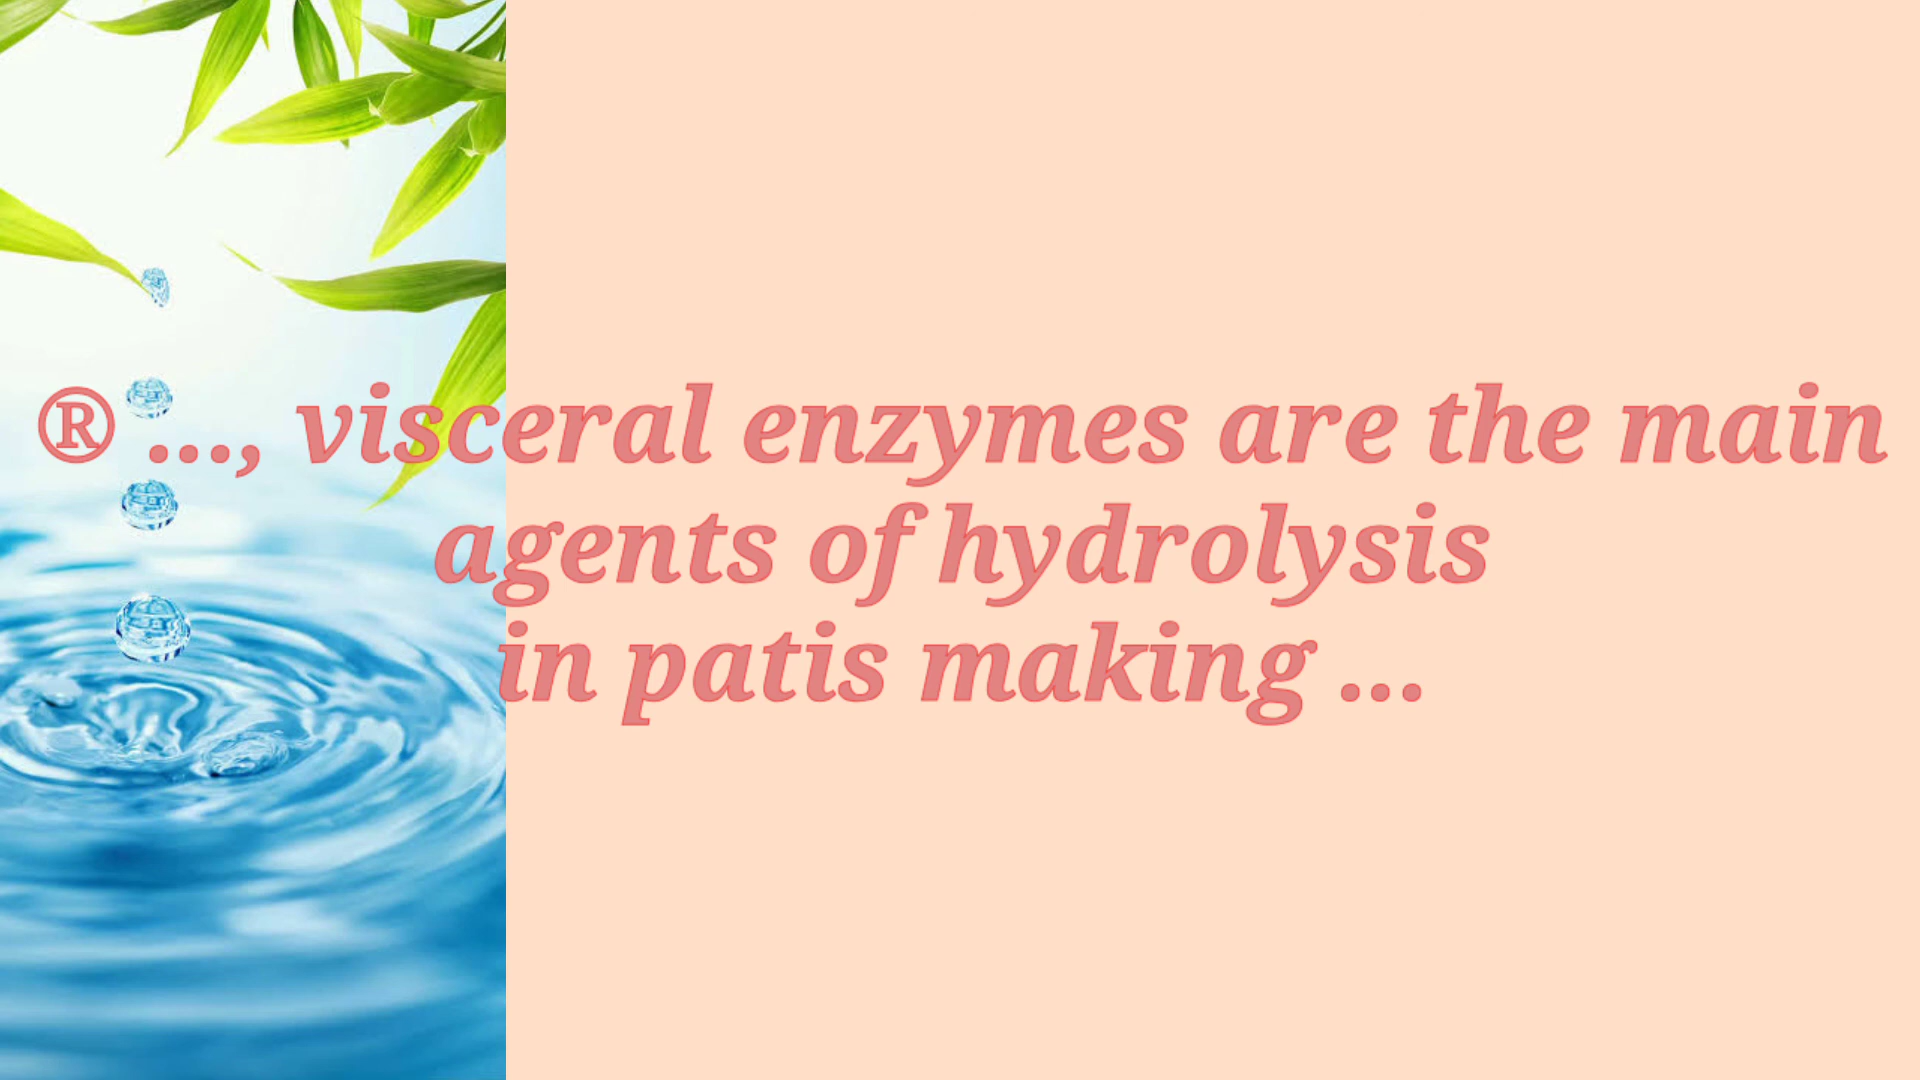 ® ..., visceral enzymes are the main
agents of hydrolysis
in patis making ...